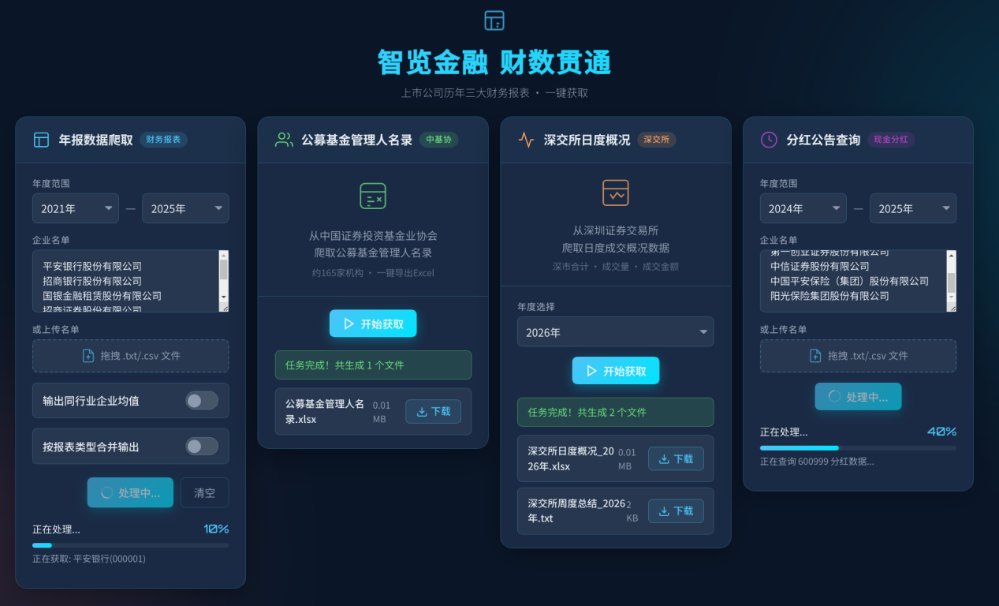 智览金融 财数贯通
上市公司历年三大财务报表 · 一键获取
年报数据爬取 财务报表
年度范围
2021年 — 2025年
企业名单
平安银行股份有限公司
招商银行股份有限公司
国银金融租赁股份有限公司
招商证券股份有限公司
或上传名单
拖拽 .txt/.csv 文件
输出同行业企业均值
按报表类型合并输出
处理中... 清空
正在处理... 10%
正在获取: 平安银行(000001)
公募基金管理人名录 中基协
从中国证券投资基金业协会
爬取公募基金管理人名录
约165家机构 · 一键导出Excel
开始获取
任务完成！共生成 1 个文件
公募基金管理人名
录.xlsx
0.01
MB
下载
深交所日度概况 深交所
从深圳证券交易所
爬取日度成交概况数据
深市合计 · 成交量 · 成交金额
年度选择
2026年
开始获取
任务完成！共生成 2 个文件
深交所日度概况_20
26年.xlsx
0.01
MB
下载
深交所周度总结_2026
年.txt
2
KB
下载
分红公告查询 现金分红
年度范围
2024年 — 2025年
企业名单
第一创业证券股份有限公司
中信证券股份有限公司
中国平安保险（集团）股份有限公司
阳光保险集团股份有限公司
或上传名单
拖拽 .txt/.csv 文件
处理中...
正在处理... 40%
正在查询 600999 分红数据...